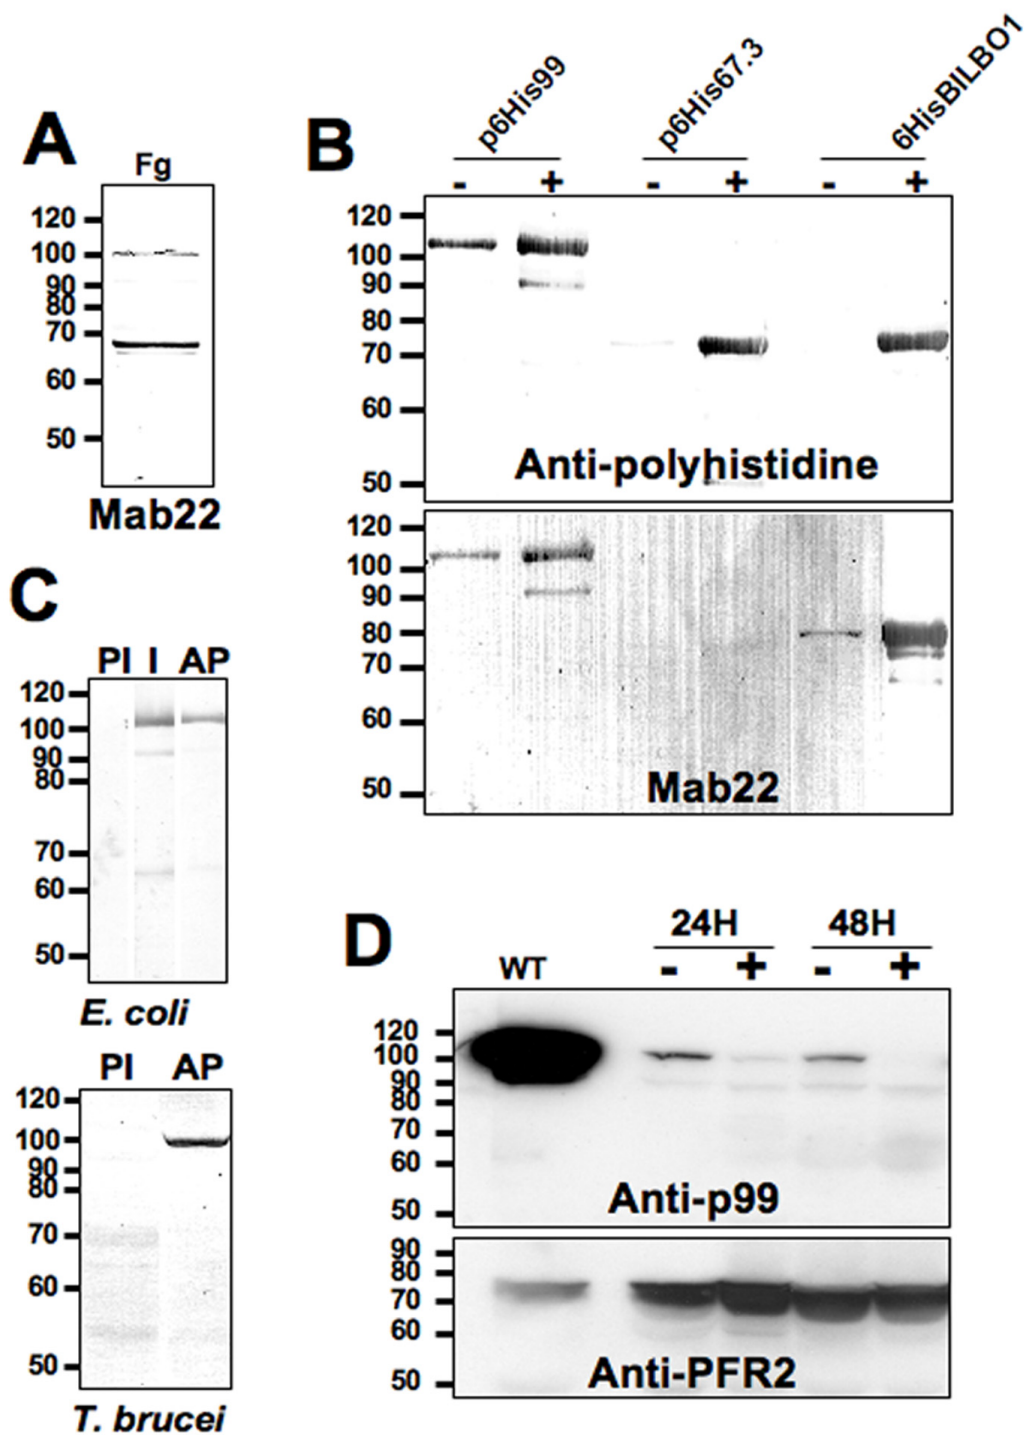 A
Fg
120
100
90
80
70
60
50
Mab22
B
p6His99
p6His67.3
6HisBILBO1
- + - + - +
120
100
90
80
70
60
50
Anti-polyhistidine
120
100
90
80
70
60
50
Mab22
C
PI I AP
120
100
90
80
70
60
50
E. coli
PI AP
120
100
90
80
70
60
50
T. brucei
D
24H 48H
WT - + - +
120
100
90
80
70
60
50
Anti-p99
90
80
70
60
50
Anti-PFR2